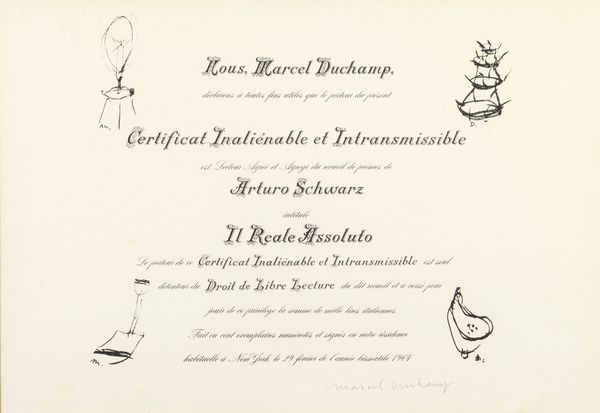 Nous, Marcel Duchamp,
déclarons à toutes fins utiles que le porteur du présent
Certificat Inaliénable et Intransmissible
est Lecteur Agréé et Agrégé du recueil de poèmes de
Arturo Schwarz
intitulé
Il Reale Assoluto
Le porteur de ce Certificat Inaliénable et Intransmissible est seul
détenteur du Droit de Libre Lecture du dit recueil et a versé pour
jouir de ce privilège la somme de mille lires italiennes.
Fait en cent exemplaires numérotés et signés en notre résidence
habituelle à New York, le 29 février de l'année bissextile 1964
marcel Duchamp